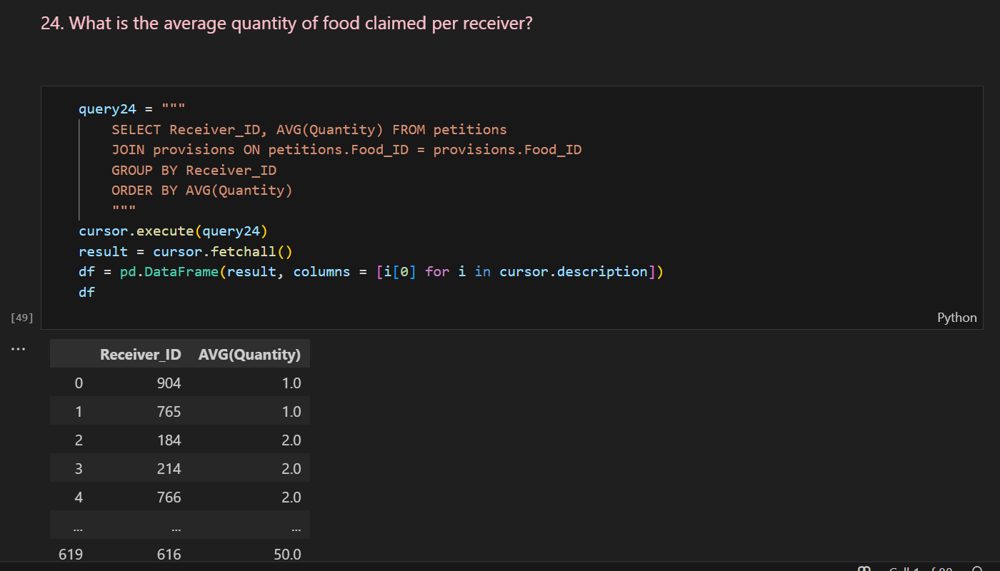 24. What is the average quantity of food claimed per receiver?
query24 = """
SELECT Receiver_ID, AVG(Quantity) FROM petitions
JOIN provisions ON petitions.Food_ID = provisions.Food_ID
GROUP BY Receiver_ID
ORDER BY AVG(Quantity)
"""
cursor.execute(query24)
result = cursor.fetchall()
df = pd.DataFrame(result, columns = [i[0] for i in cursor.description])
df
[49]
Python
...
Receiver_ID AVG(Quantity)
0 904 1.0
1 765 1.0
2 184 2.0
3 214 2.0
4 766 2.0
... ... ...
619 616 50.0